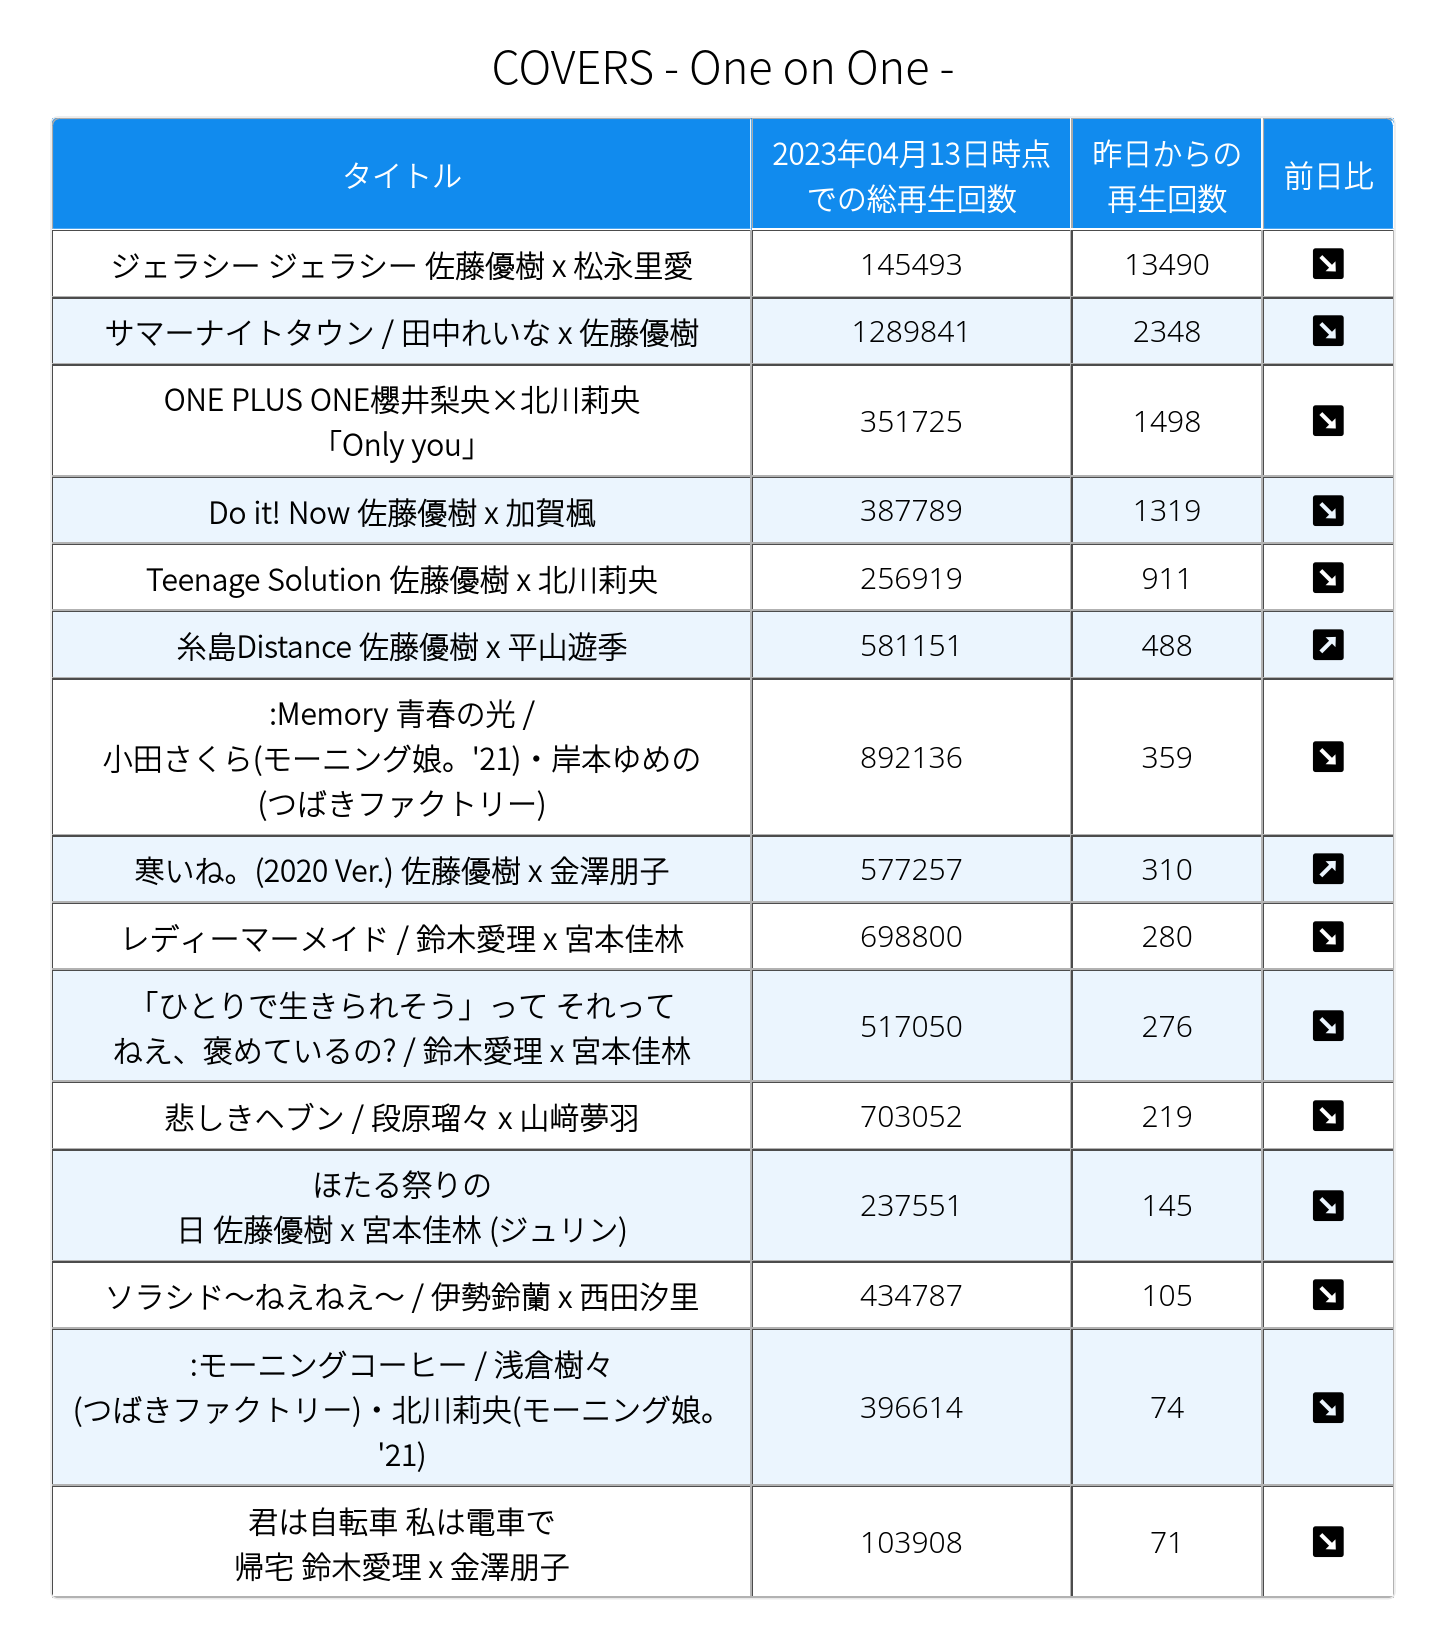 COVERS - One on One -
タイトル
2023年04月13日時点
での総再生回数
昨日からの
再生回数
前日比
ジェラシー ジェラシー 佐藤優樹 x 松永里愛
145493
13490
サマーナイトタウン / 田中れいな x 佐藤優樹
1289841
2348
ONE PLUS ONE櫻井梨央×北川莉央
「Only you」
351725
1498
Do it! Now 佐藤優樹 x 加賀楓
387789
1319
Teenage Solution 佐藤優樹 x 北川莉央
256919
911
糸島Distance 佐藤優樹 x 平山遊季
581151
488
:Memory 青春の光 /
小田さくら(モーニング娘。'21)・岸本ゆめの
(つばきファクトリー)
892136
359
寒いね。(2020 Ver.) 佐藤優樹 x 金澤朋子
577257
310
レディーマーメイド / 鈴木愛理 x 宮本佳林
698800
280
「ひとりで生きられそう」って それって
ねえ、褒めているの? / 鈴木愛理 x 宮本佳林
517050
276
悲しきヘブン / 段原瑠々 x 山﨑夢羽
703052
219
ほたる祭りの
日 佐藤優樹 x 宮本佳林 (ジュリン)
237551
145
ソラシド〜ねえねえ〜 / 伊勢鈴蘭 x 西田汐里
434787
105
:モーニングコーヒー / 浅倉樹々
(つばきファクトリー)・北川莉央(モーニング娘。
'21)
396614
74
君は自転車 私は電車で
帰宅 鈴木愛理 x 金澤朋子
103908
71